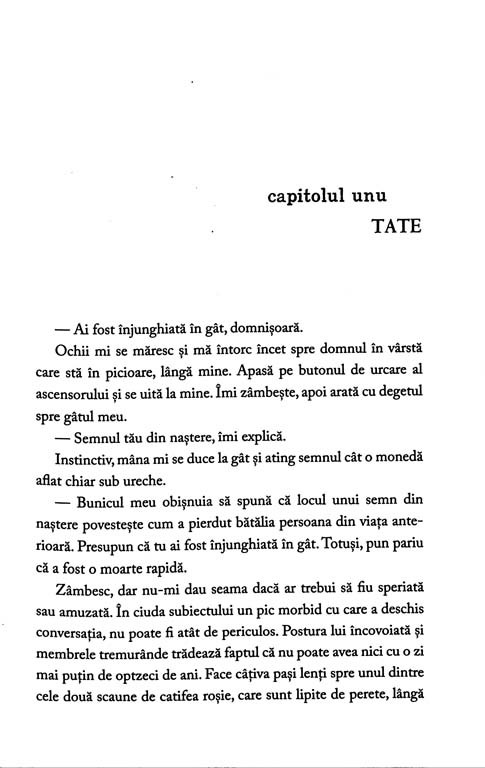 capitolul unu
TATE
— Ai fost înjunghiată în gât, domnișoară.
Ochii mi se măresc și mă întorc încet spre domnul în vârstă
care stă în picioare, lângă mine. Apasă pe butonul de urcare al
ascensorului și se uită la mine. Îmi zâmbește, apoi arată cu degetul
spre gâtul meu.
— Semnul tău din naștere, îmi explică.
Instinctiv, mâna mi se duce la gât și ating semnul cât o monedă
aflat chiar sub ureche.
— Bunicul meu obișnuia să spună că locul unui semn din
naștere povestește cum a pierdut bătălia persoana din viața ante-
rioară. Presupun că tu ai fost înjunghiată în gât. Totuși, pun pariu
că a fost o moarte rapidă.
Zâmbesc, dar nu-mi dau seama dacă ar trebui să fiu speriată
sau amuzată. În ciuda subiectului un pic morbid cu care a deschis
conversația, nu poate fi atât de periculos. Postura lui încovoiată și
membrele tremurânde trădează faptul că nu poate avea nici cu o zi
mai puțin de optzeci de ani. Face câțiva pași lenți spre unul dintre
cele două scaune de catifea roșie, care sunt lipite de perete, lângă